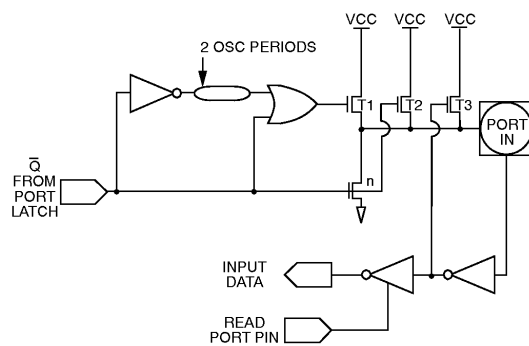 VCC VCC VCC
2 OSC PERIODS
T1 T2 T3
PORT
IN
Q̅
FROM
PORT
LATCH
n
INPUT
DATA
READ
PORT PIN